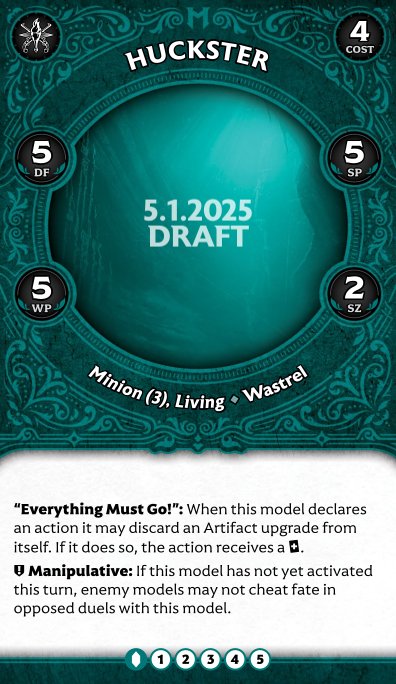 HUCKSTER
4
COST
5
DF
5
SP
5.1.2025
DRAFT
5
WP
2
SZ
Minion (3), Living • Wastrel
“Everything Must Go!”: When this model declares
an action it may discard an Artifact upgrade from
itself. If it does so, the action receives a .
Manipulative: If this model has not yet activated
this turn, enemy models may not cheat fate in
opposed duels with this model.
1 2 3 4 5